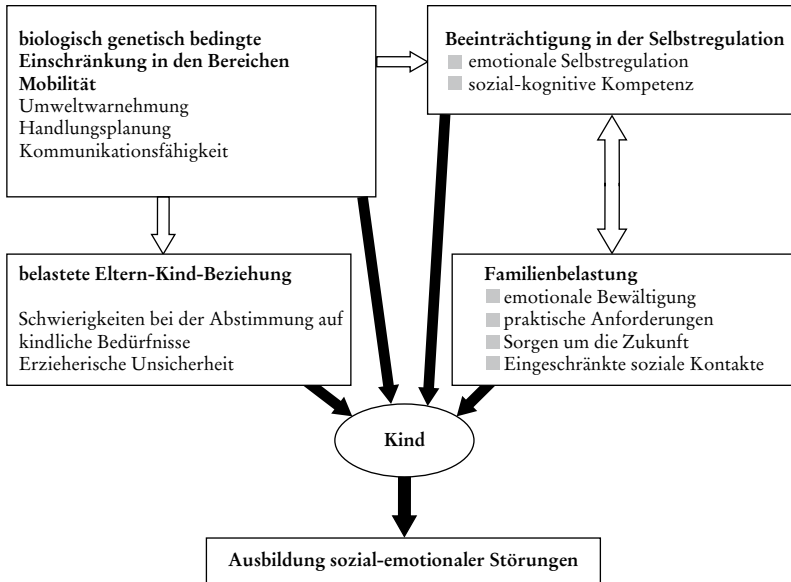 biologisch genetisch bedingte
Einschränkung in den Bereichen
Mobilität
Umweltwarnehmung
Handlungsplanung
Kommunikationsfähigkeit
Beeinträchtigung in der Selbstregulation
emotionale Selbstregulation
sozial-kognitive Kompetenz
belastete Eltern-Kind-Beziehung
Schwierigkeiten bei der Abstimmung auf
kindliche Bedürfnisse
Erzieherische Unsicherheit
Familienbelastung
emotionale Bewältigung
praktische Anforderungen
Sorgen um die Zukunft
Eingeschränkte soziale Kontakte
Kind
Ausbildung sozial-emotionaler Störungen